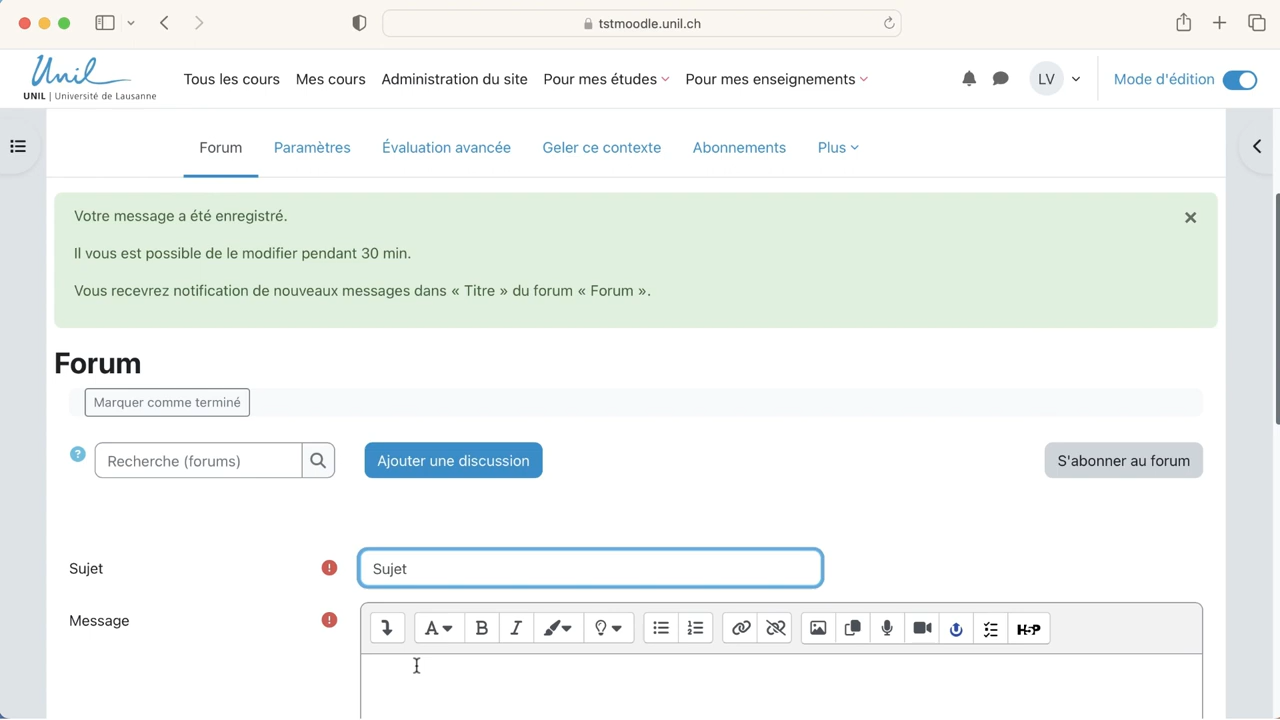 tstmoodle.unil.ch
Unil
UNIL | Université de Lausanne
Tous les cours Mes cours Administration du site Pour mes études Pour mes enseignements LV Mode d'édition
Forum Paramètres Évaluation avancée Geler ce contexte Abonnements Plus
Votre message a été enregistré.
Il vous est possible de le modifier pendant 30 min.
Vous recevrez notification de nouveaux messages dans « Titre » du forum « Forum ».
Forum
Marquer comme terminé
? Recherche (forums) Ajouter une discussion S'abonner au forum
Sujet ! Sujet
Message !
A B I H-P